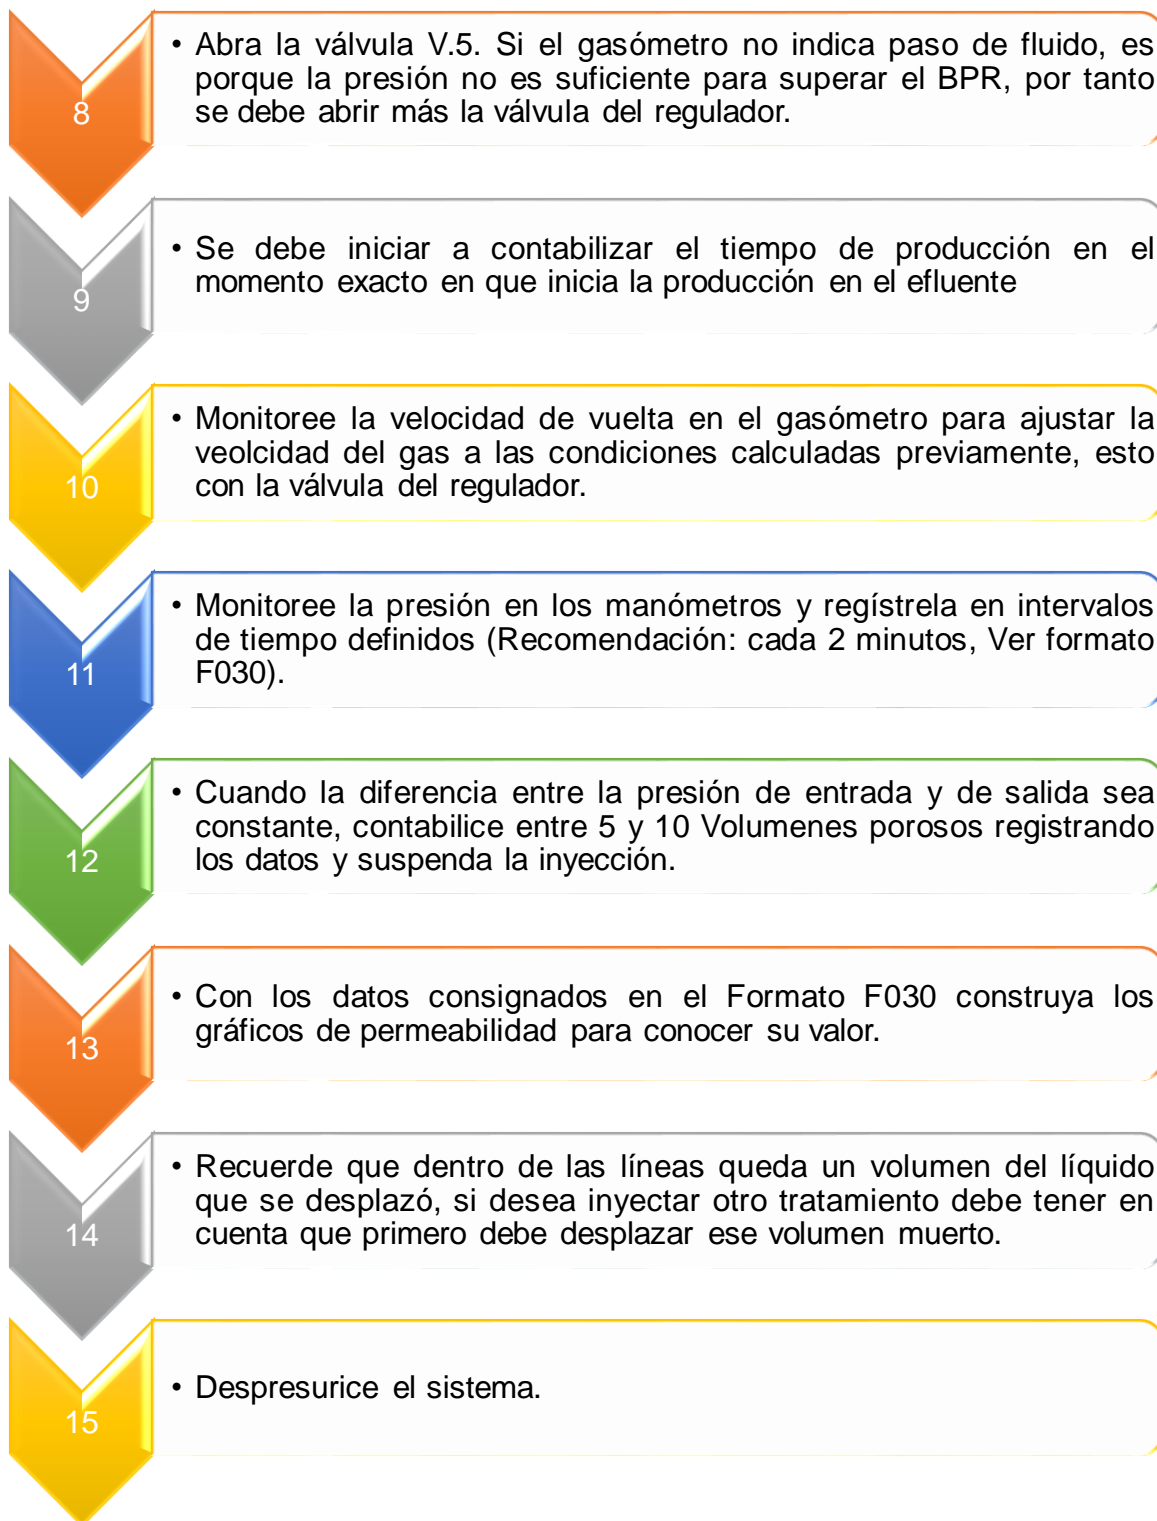 • Abra la válvula V.5. Si el gasómetro no indica paso de fluido, es
porque la presión no es suficiente para superar el BPR, por tanto
se debe abrir más la válvula del regulador.
8
• Se debe iniciar a contabilizar el tiempo de producción en el
momento exacto en que inicia la producción en el efluente
9
• Monitoree la velocidad de vuelta en el gasómetro para ajustar la
veolcidad del gas a las condiciones calculadas previamente, esto
con la válvula del regulador.
10
• Monitoree la presión en los manómetros y regístrela en intervalos
de tiempo definidos (Recomendación: cada 2 minutos, Ver formato
F030).
11
• Cuando la diferencia entre la presión de entrada y de salida sea
constante, contabilice entre 5 y 10 Volumenes porosos registrando
los datos y suspenda la inyección.
12
• Con los datos consignados en el Formato F030 construya los
gráficos de permeabilidad para conocer su valor.
13
• Recuerde que dentro de las líneas queda un volumen del líquido
que se desplazó, si desea inyectar otro tratamiento debe tener en
cuenta que primero debe desplazar ese volumen muerto.
14
• Despresurice el sistema.
15